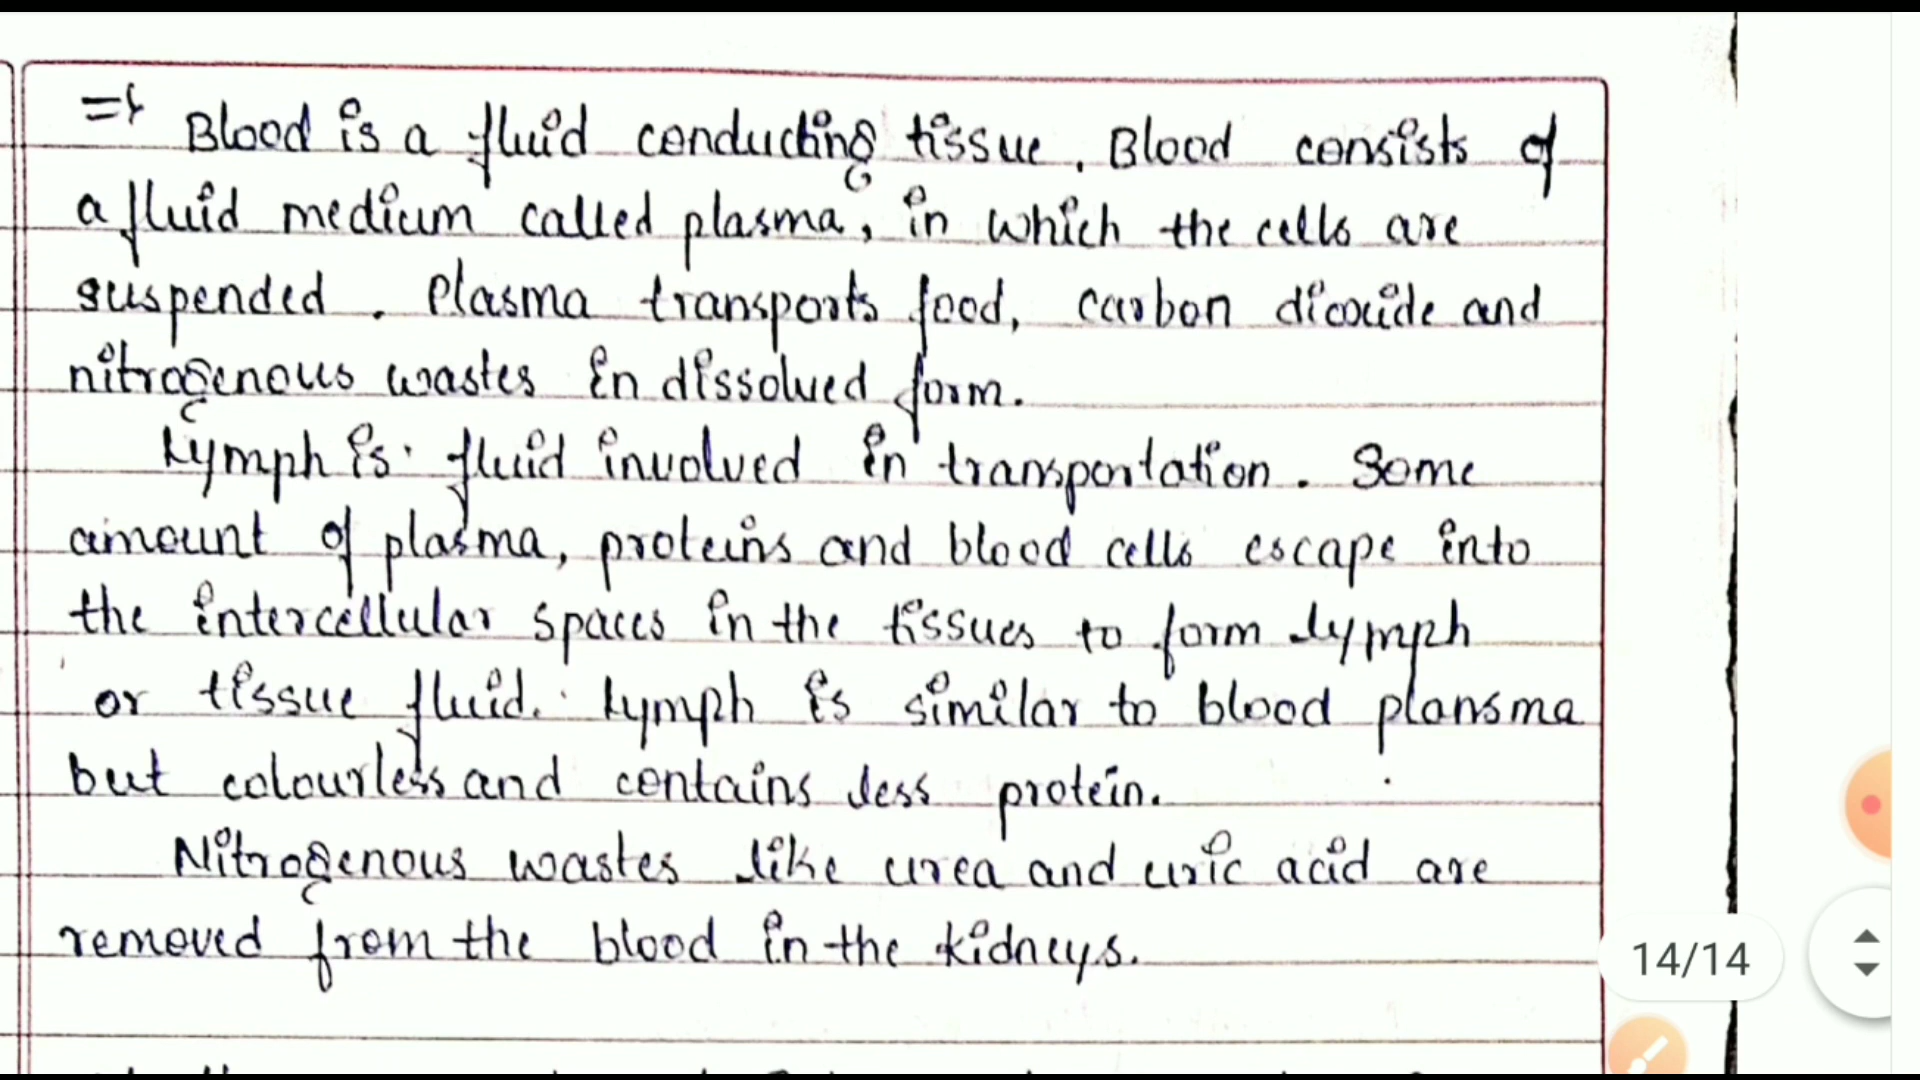 => Blood is a fluid conducting tissue. Blood consists of
a fluid medium called plasma, in which the cells are
suspended. Plasma transports food, carbon dioxide and
nitrogenous wastes in dissolved form.
Lymph is fluid involved in transportation. Some
amount of plasma, proteins and blood cells escape into
the intercellular spaces in the tissues to form lymph
or tissue fluid. Lymph is similar to blood plansma
but colourless and contains less protein.
Nitrogenous wastes like urea and uric acid are
removed from the blood in the kidneys.
14/14